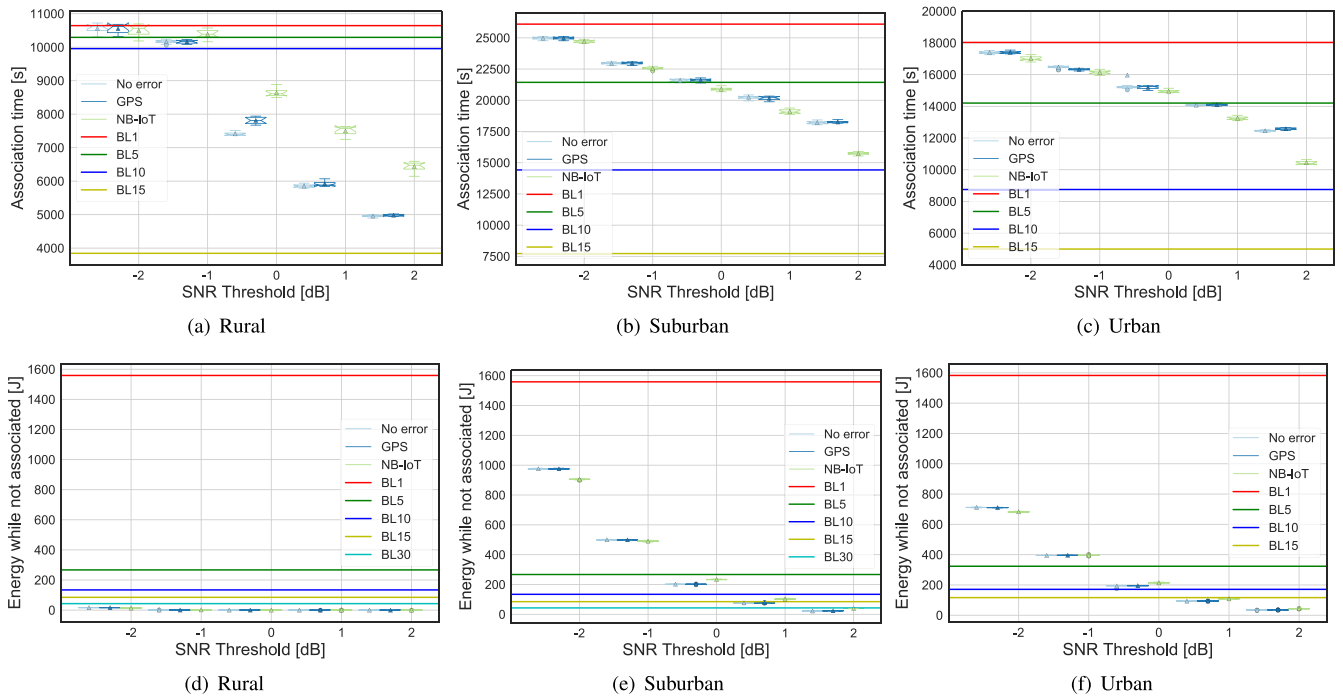 11000
10000
9000
8000
7000
6000
5000
4000
Association time [s]
No error
GPS
NB-IoT
BL1
BL5
BL10
BL15
-2
-1
0
1
2
SNR Threshold [dB]
(a) Rural
25000
22500
20000
17500
15000
12500
10000
7500
Association time [s]
No error
GPS
NB-IoT
BL1
BL5
BL10
BL15
-2
-1
0
1
2
SNR Threshold [dB]
(b) Suburban
20000
18000
16000
14000
12000
10000
8000
6000
4000
Association time [s]
No error
GPS
NB-IoT
BL1
BL5
BL10
BL15
-2
-1
0
1
2
SNR Threshold [dB]
(c) Urban
1600
1400
1200
1000
800
600
400
200
0
Energy while not associated [J]
No error
GPS
NB-IoT
BL1
BL5
BL10
BL15
BL30
-2
-1
0
1
2
SNR Threshold [dB]
(d) Rural
1600
1400
1200
1000
800
600
400
200
0
Energy while not associated [J]
No error
GPS
NB-IoT
BL1
BL5
BL10
BL15
BL30
-2
-1
0
1
2
SNR Threshold [dB]
(e) Suburban
1600
1400
1200
1000
800
600
400
200
0
Energy while not associated [J]
No error
GPS
NB-IoT
BL1
BL5
BL10
BL15
-2
-1
0
1
2
SNR Threshold [dB]
(f) Urban